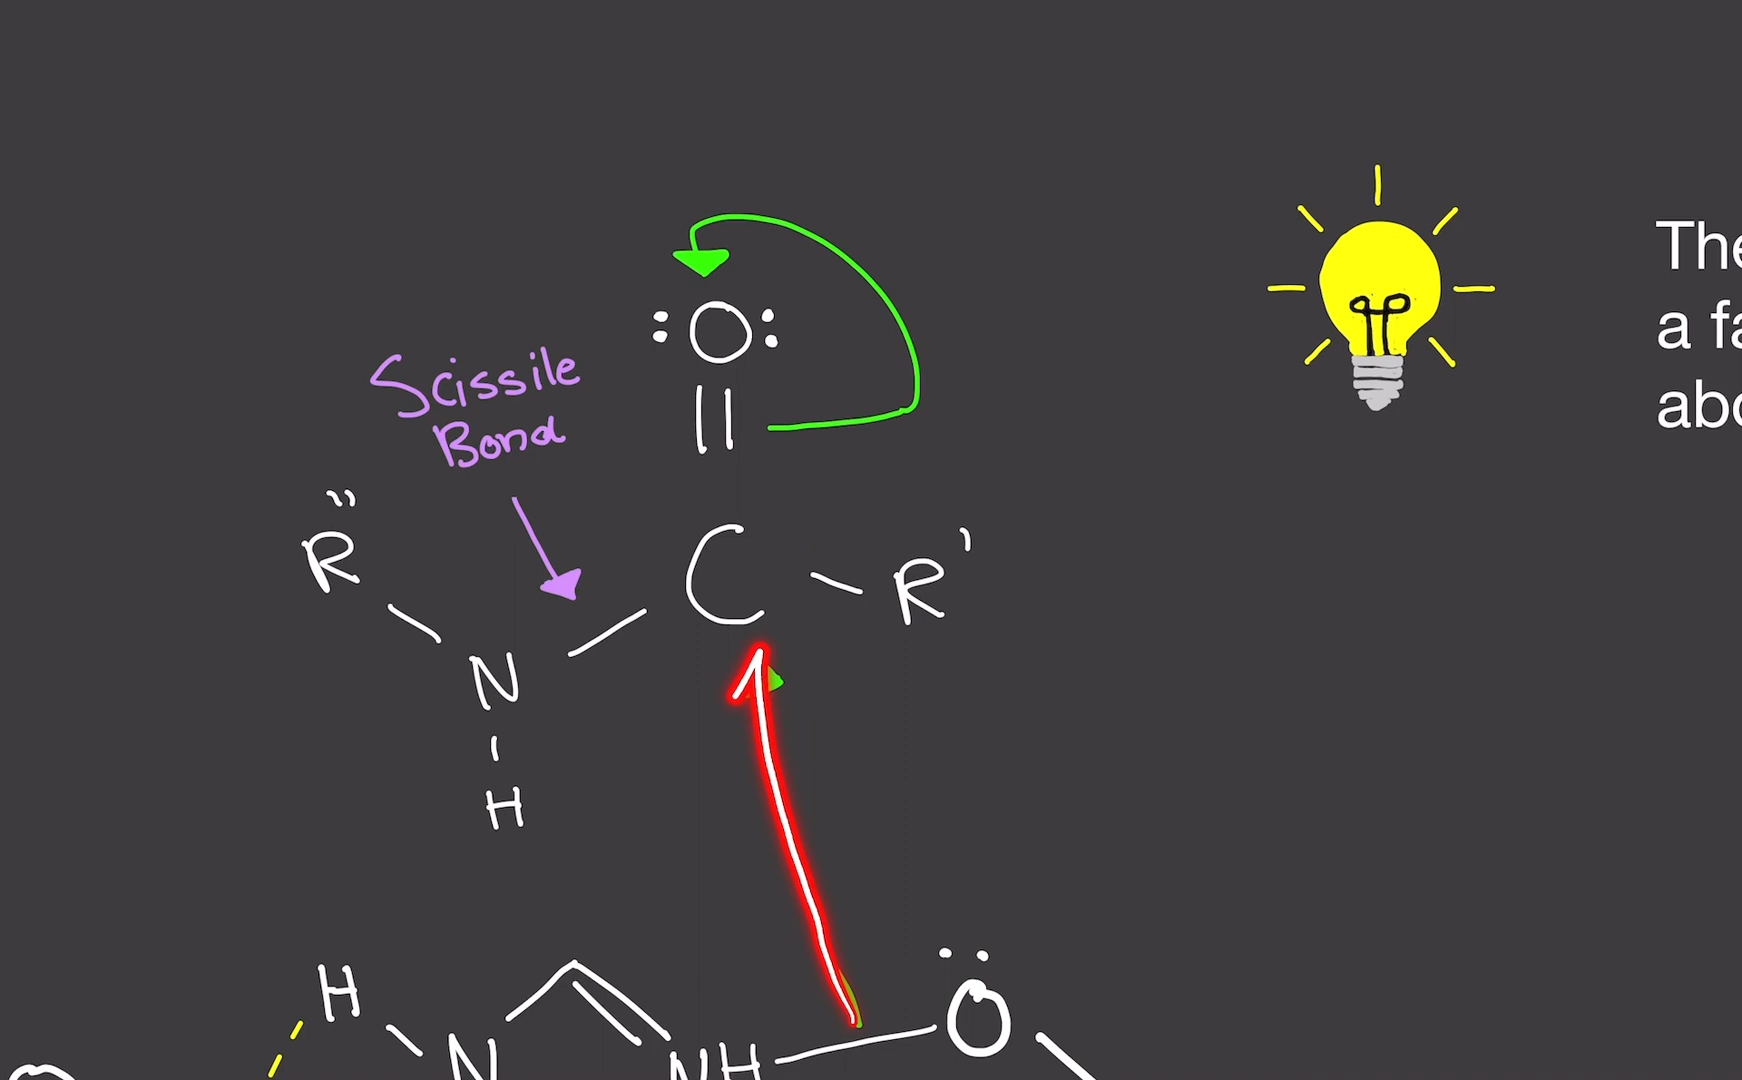 The
a fa
abo
:O:
Scissile
Bond
R"
C
R'
N
H
H
O
N
NH